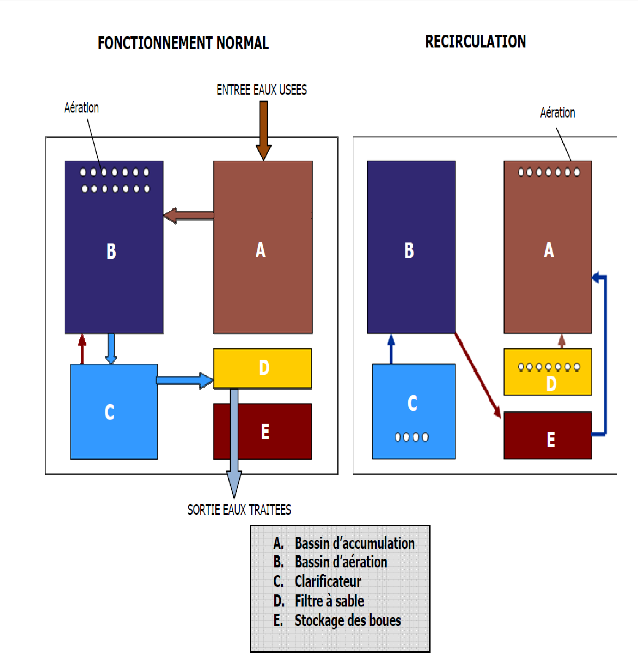 FONCTIONNEMENT NORMAL
RECIRCULATION
ENTREE EAUX USEES
Aération
Aération
B
A
B
A
D
C
E
C
D
E
SORTIE EAUX TRAITEES
A. Bassin d'accumulation
B. Bassin d'aération
C. Clarificateur
D. Filtre à sable
E. Stockage des boues